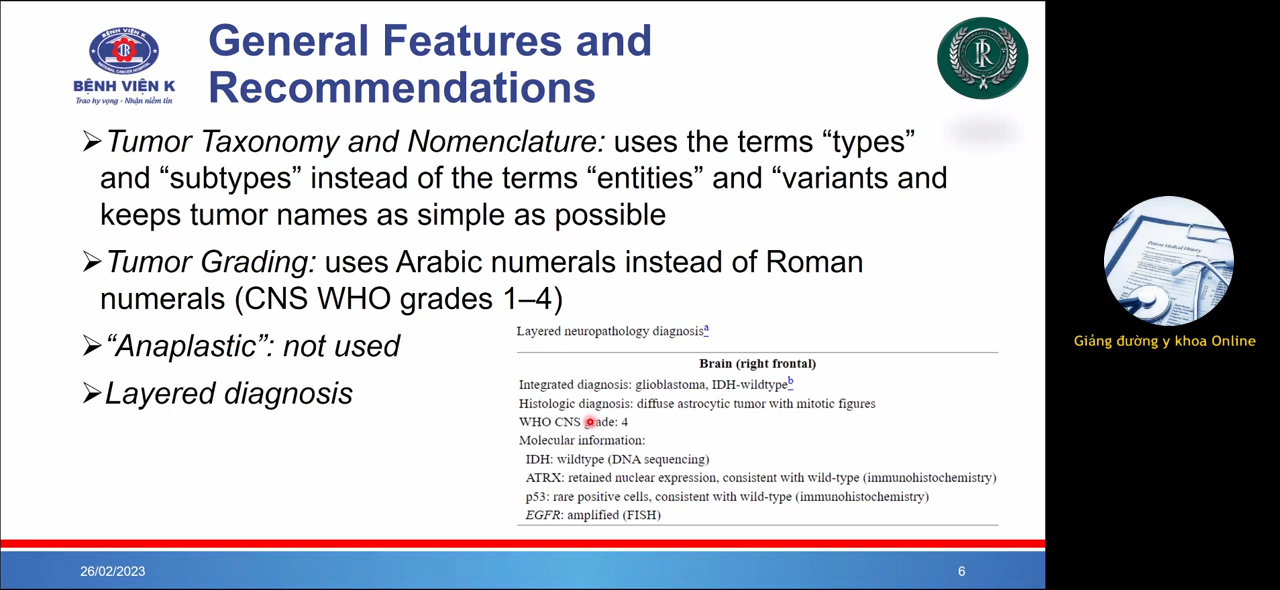 General Features and
Recommendations
BỆNH VIỆN K
Trao hy vọng - Nhận niềm tin
➢Tumor Taxonomy and Nomenclature: uses the terms “types”
and “subtypes” instead of the terms “entities” and “variants and
keeps tumor names as simple as possible
➢Tumor Grading: uses Arabic numerals instead of Roman
numerals (CNS WHO grades 1–4)
➢“Anaplastic”: not used
➢Layered diagnosis
Layered neuropathology diagnosis a
Brain (right frontal)
Integrated diagnosis: glioblastoma, IDH-wildtype b
Histologic diagnosis: diffuse astrocytic tumor with mitotic figures
WHO CNS grade: 4
Molecular information:
IDH: wildtype (DNA sequencing)
ATRX: retained nuclear expression, consistent with wild-type (immunohistochemistry)
p53: rare positive cells, consistent with wild-type (immunohistochemistry)
EGFR: amplified (FISH)
26/02/2023
6
Patient Medical History
Giảng đường y khoa Online